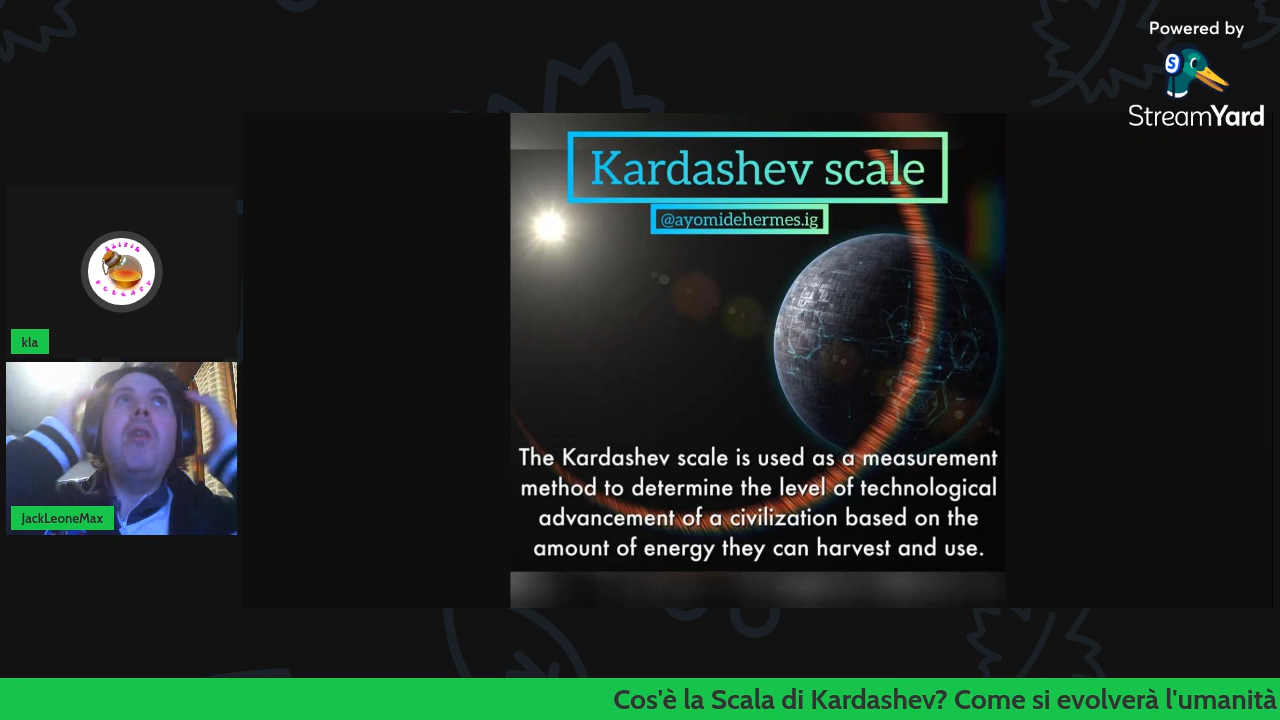 Powered by
StreamYard
Kardashev scale
@ayomidehermes.ig
kla
JackLeoneMax
The Kardashev scale is used as a measurement
method to determine the level of technological
advancement of a civilization based on the
amount of energy they can harvest and use.
Cos'è la Scala di Kardashev? Come si evolverà l'umanità